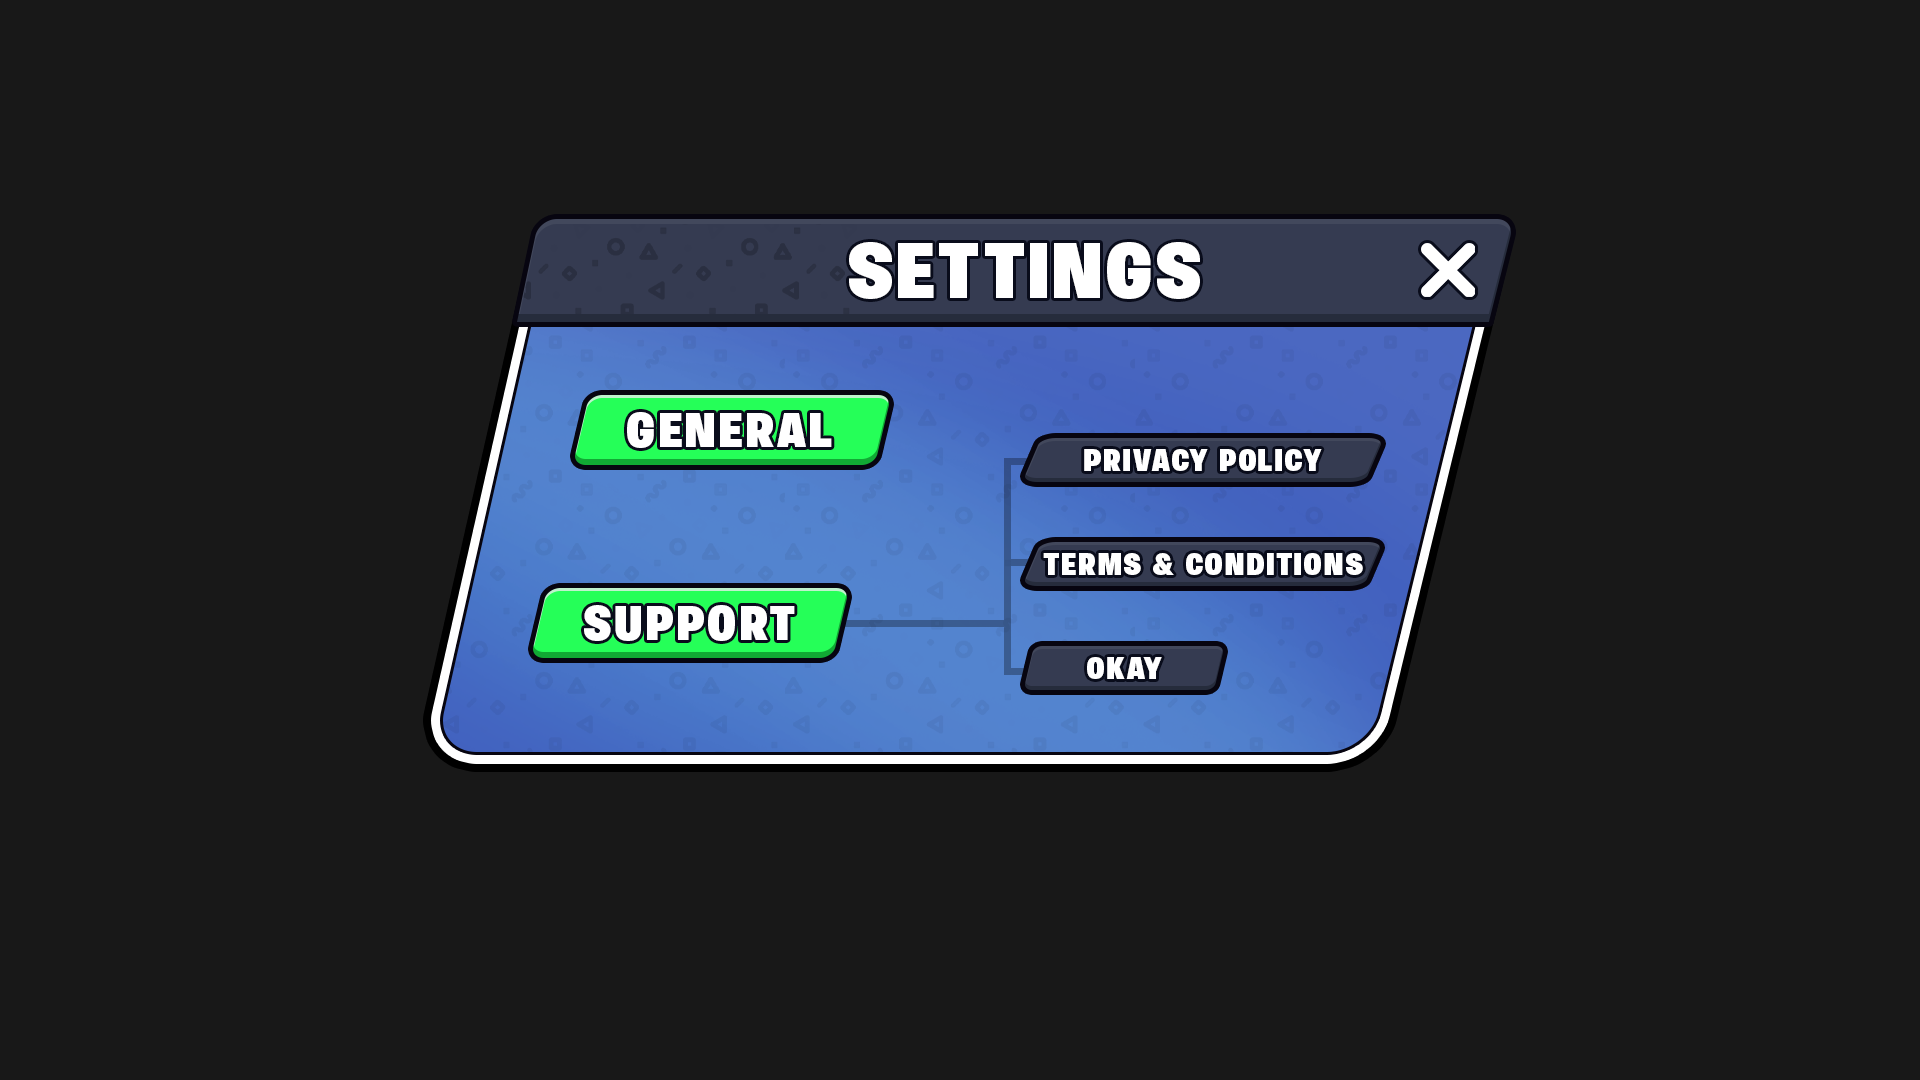 SETTINGS
GENERAL
SUPPORT
PRIVACY POLICY
TERMS & CONDITIONS
OKAY